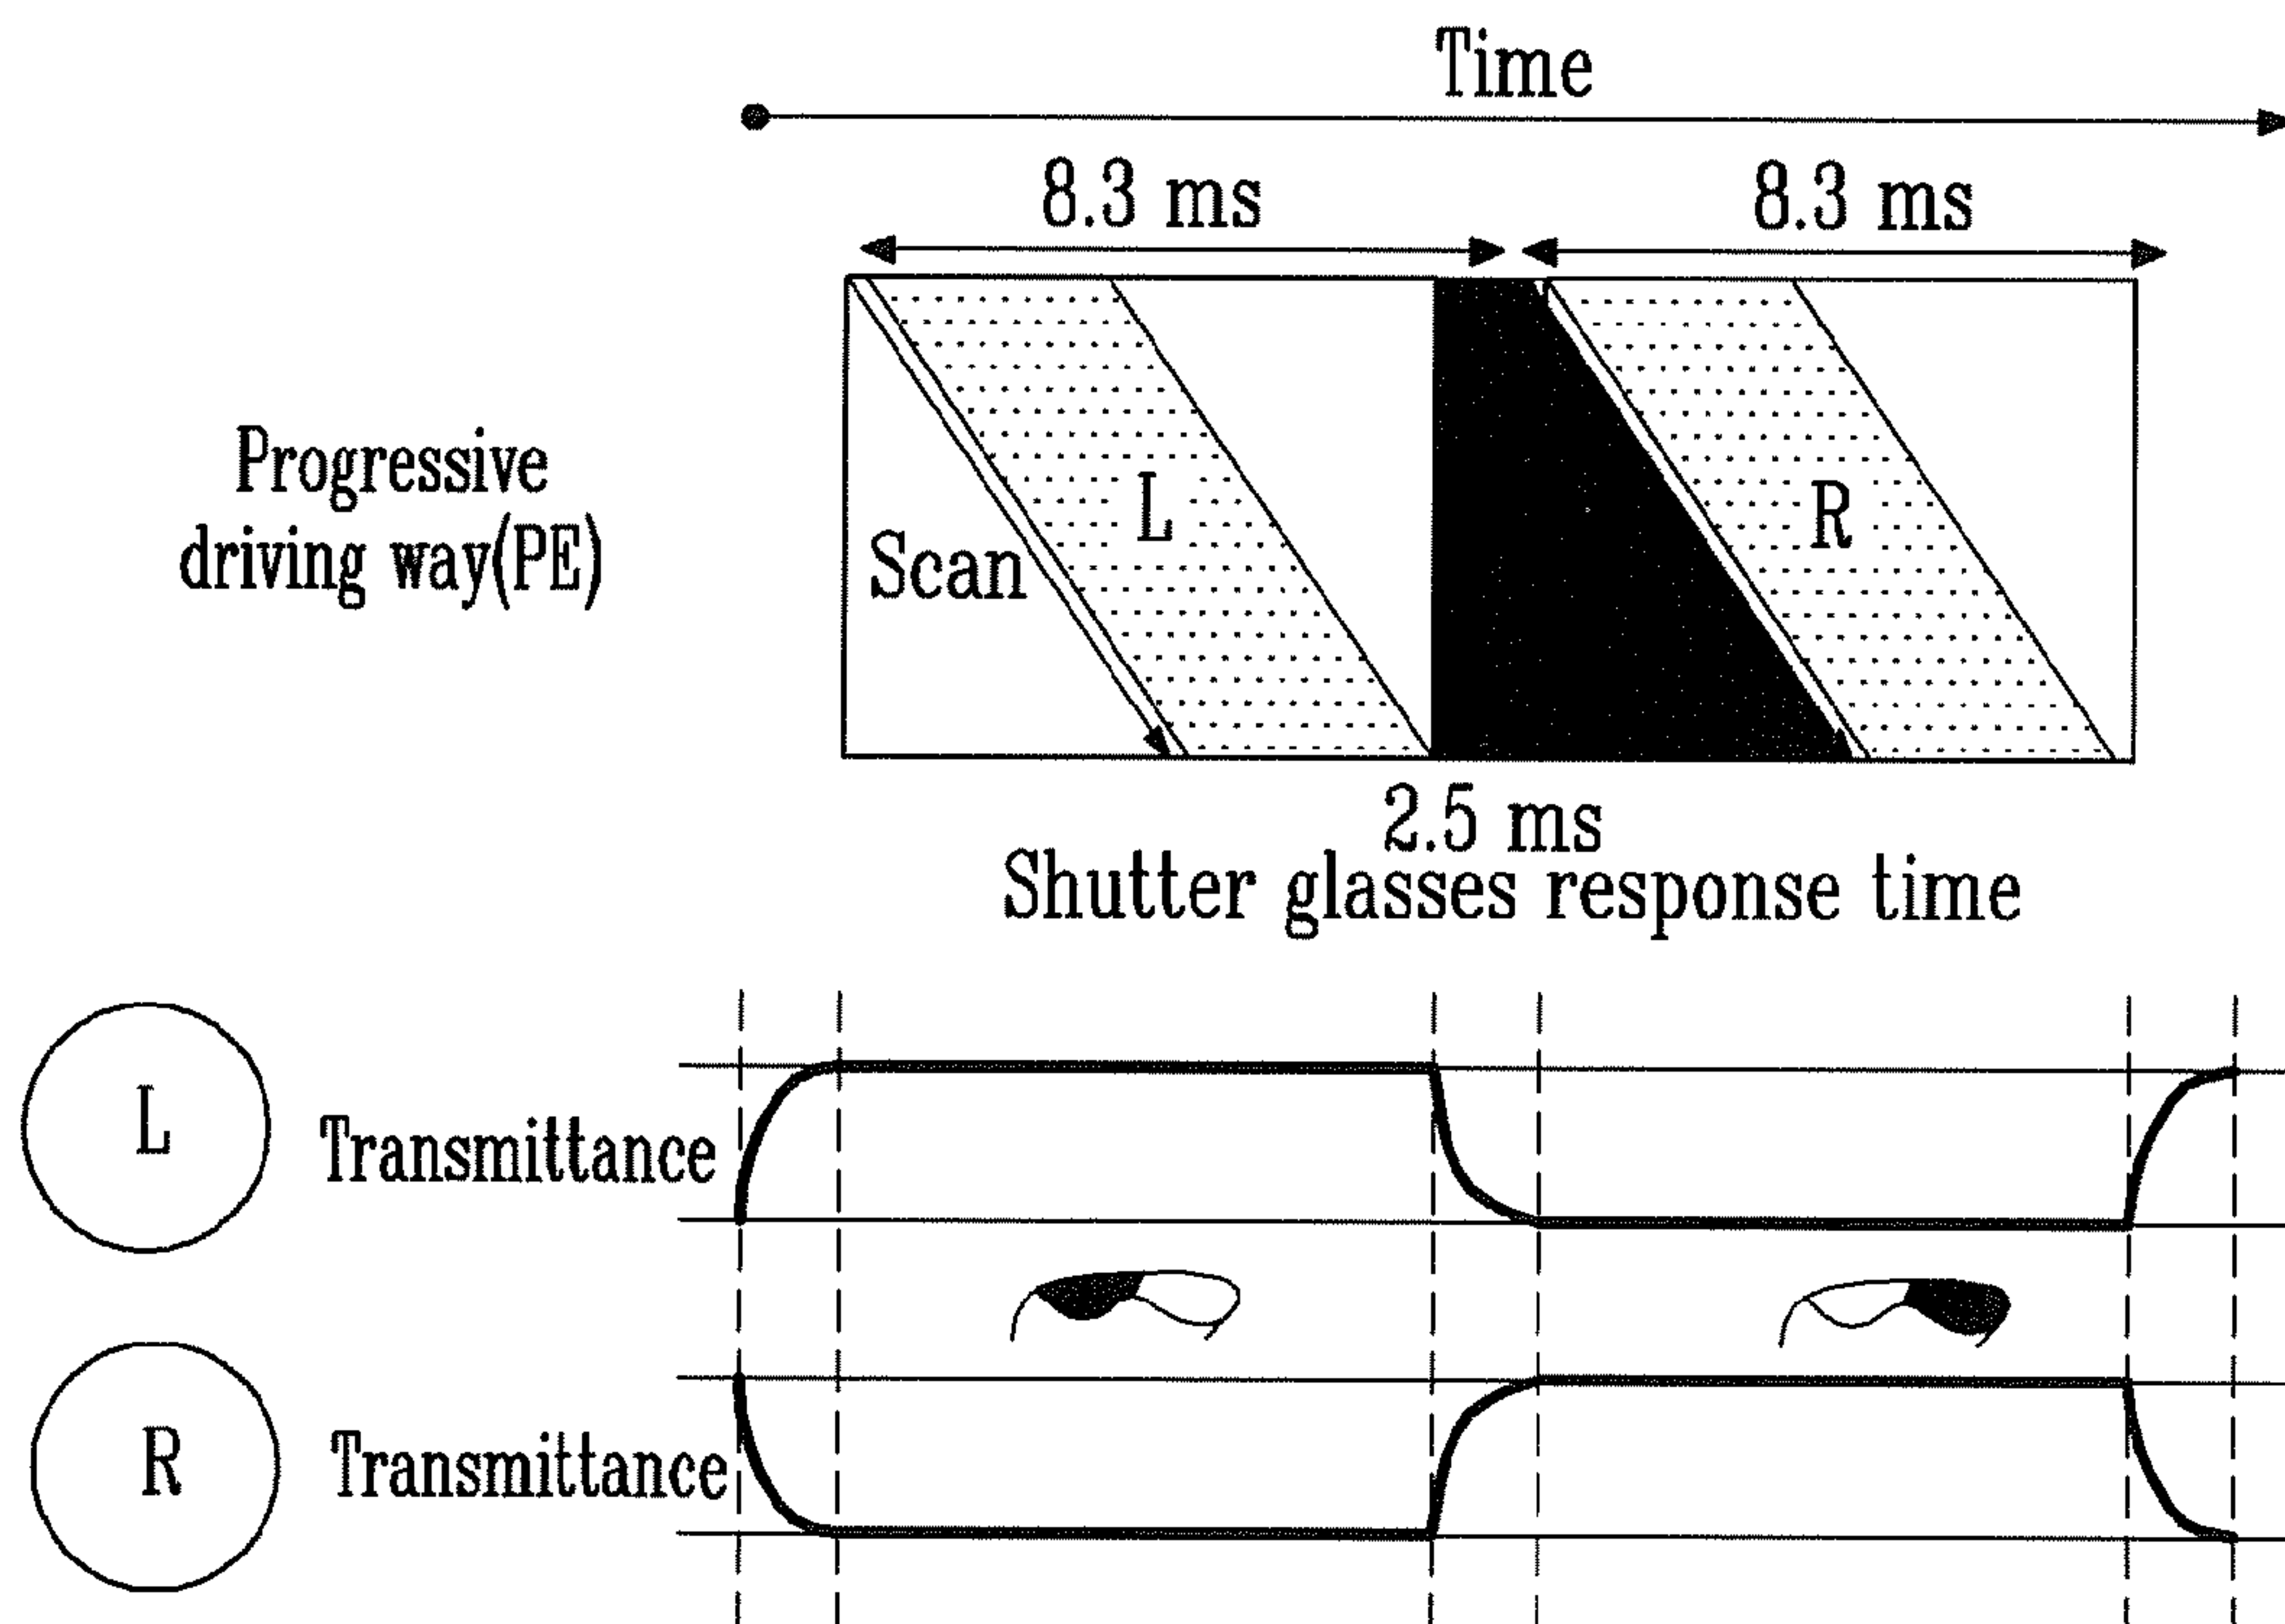 Time
8.3 ms
8.3 ms
Progressive
driving way(PE)
Scan
L
R
2.5 ms
Shutter glasses response time
L
Transmittance
R
Transmittance